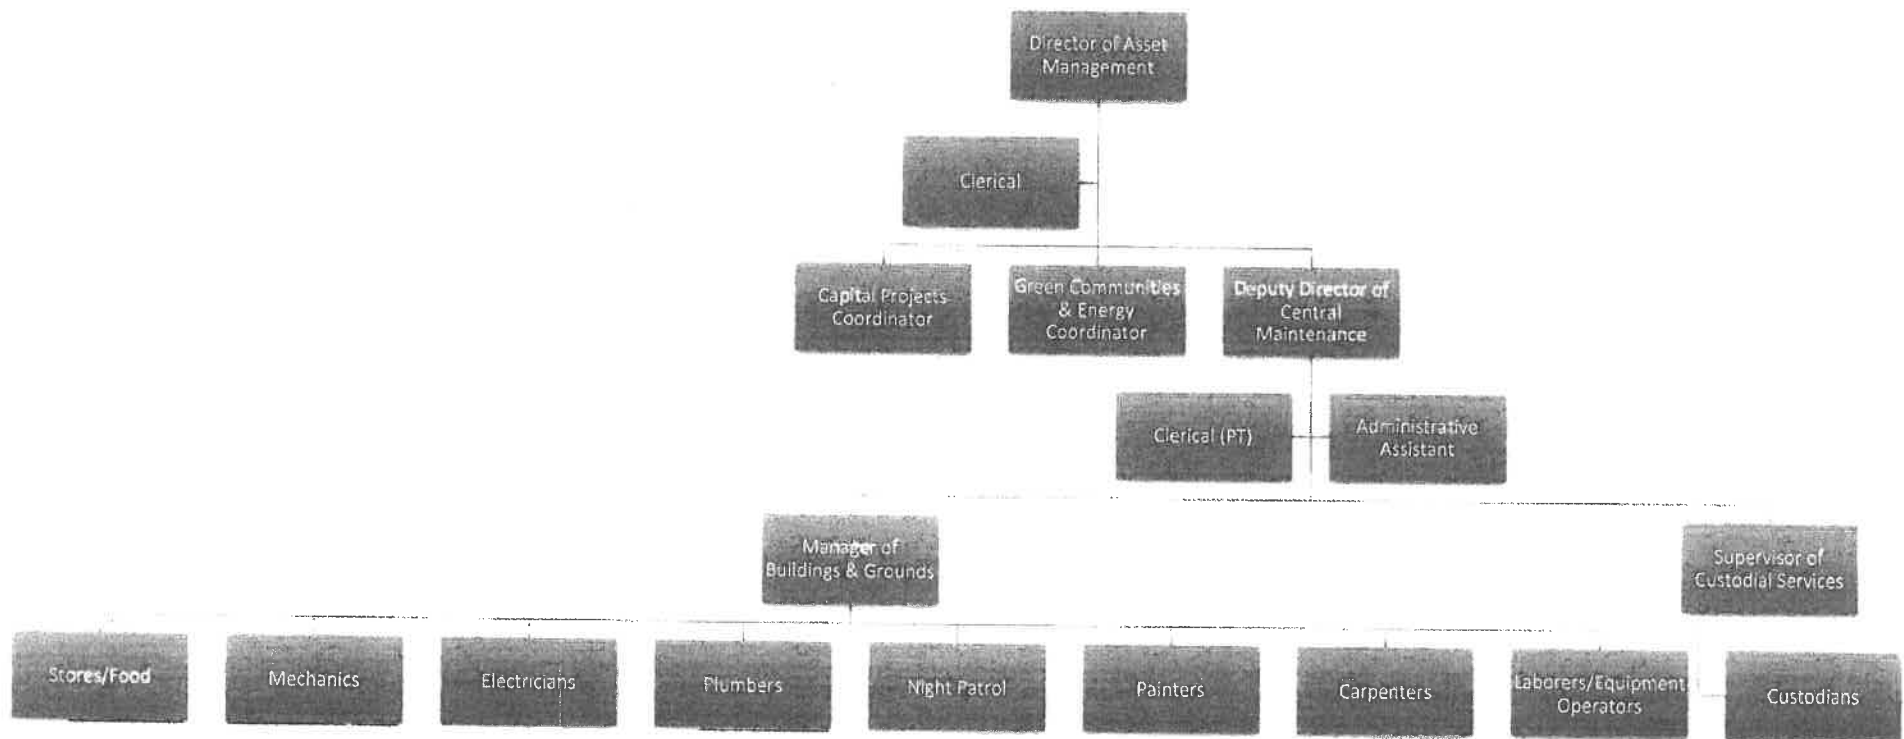 Director of Asset
Management
Clerical
Capital Projects
Coordinator
Green Communities
& Energy
Coordinator
Deputy Director of
Central
Maintenance
Clerical (PT)
Administrative
Assistant
Manager of
Buildings & Grounds
Supervisor of
Custodial Services
Stores/Food
Mechanics
Electricians
Plumbers
Night Patrol
Painters
Carpenters
Laborers/Equipment
Operators
Custodians